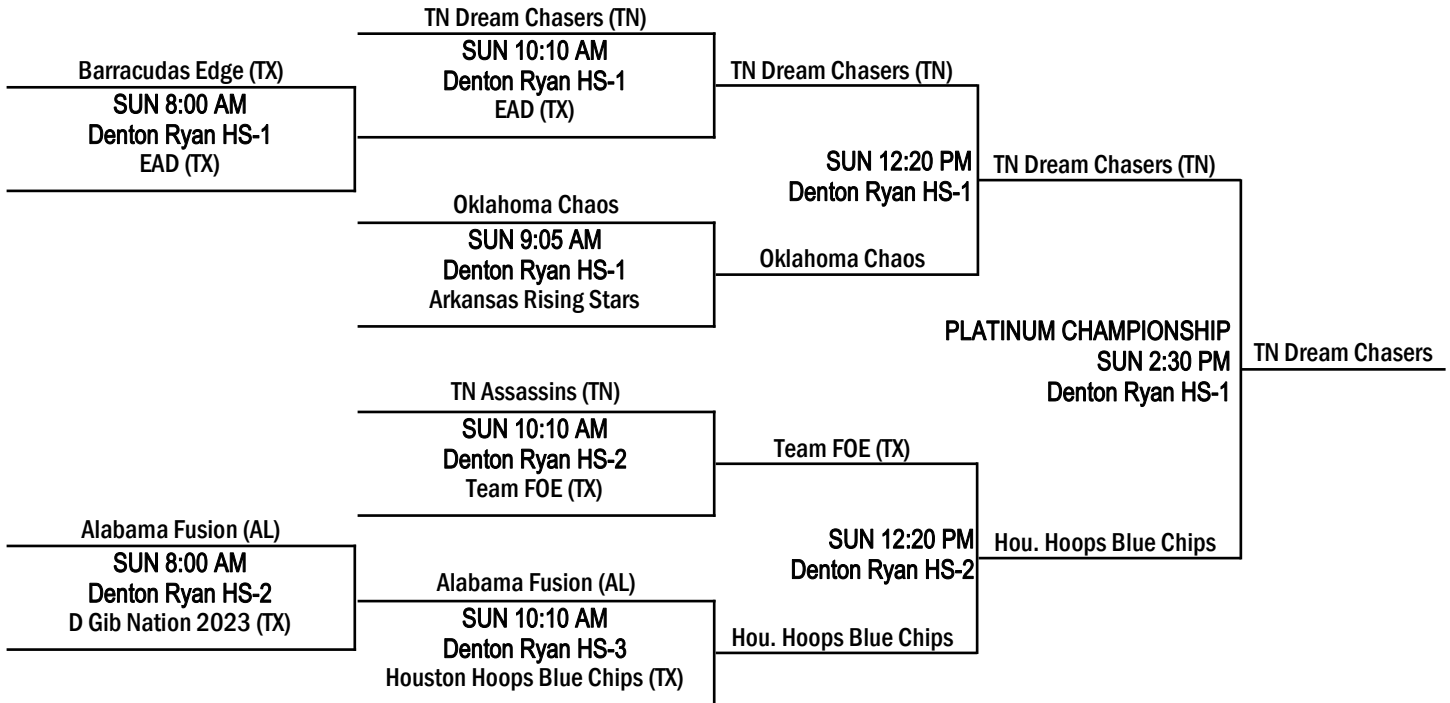 Barracudas Edge (TX)
SUN 8:00 AM
Denton Ryan HS-1
EAD (TX)
Alabama Fusion (AL)
SUN 8:00 AM
Denton Ryan HS-2
D Gib Nation 2023 (TX)
TN Dream Chasers (TN)
SUN 10:10 AM
Denton Ryan HS-1
EAD (TX)
Oklahoma Chaos
SUN 9:05 AM
Denton Ryan HS-1
Arkansas Rising Stars
TN Assassins (TN)
SUN 10:10 AM
Denton Ryan HS-2
Team FOE (TX)
Alabama Fusion (AL)
SUN 10:10 AM
Denton Ryan HS-3
Houston Hoops Blue Chips (TX)
TN Dream Chasers (TN)
SUN 12:20 PM
Denton Ryan HS-1
Oklahoma Chaos
Team FOE (TX)
SUN 12:20 PM
Denton Ryan HS-2
Hou. Hoops Blue Chips
TN Dream Chasers (TN)
PLATINUM CHAMPIONSHIP
SUN 2:30 PM
Denton Ryan HS-1
Hou. Hoops Blue Chips
TN Dream Chasers